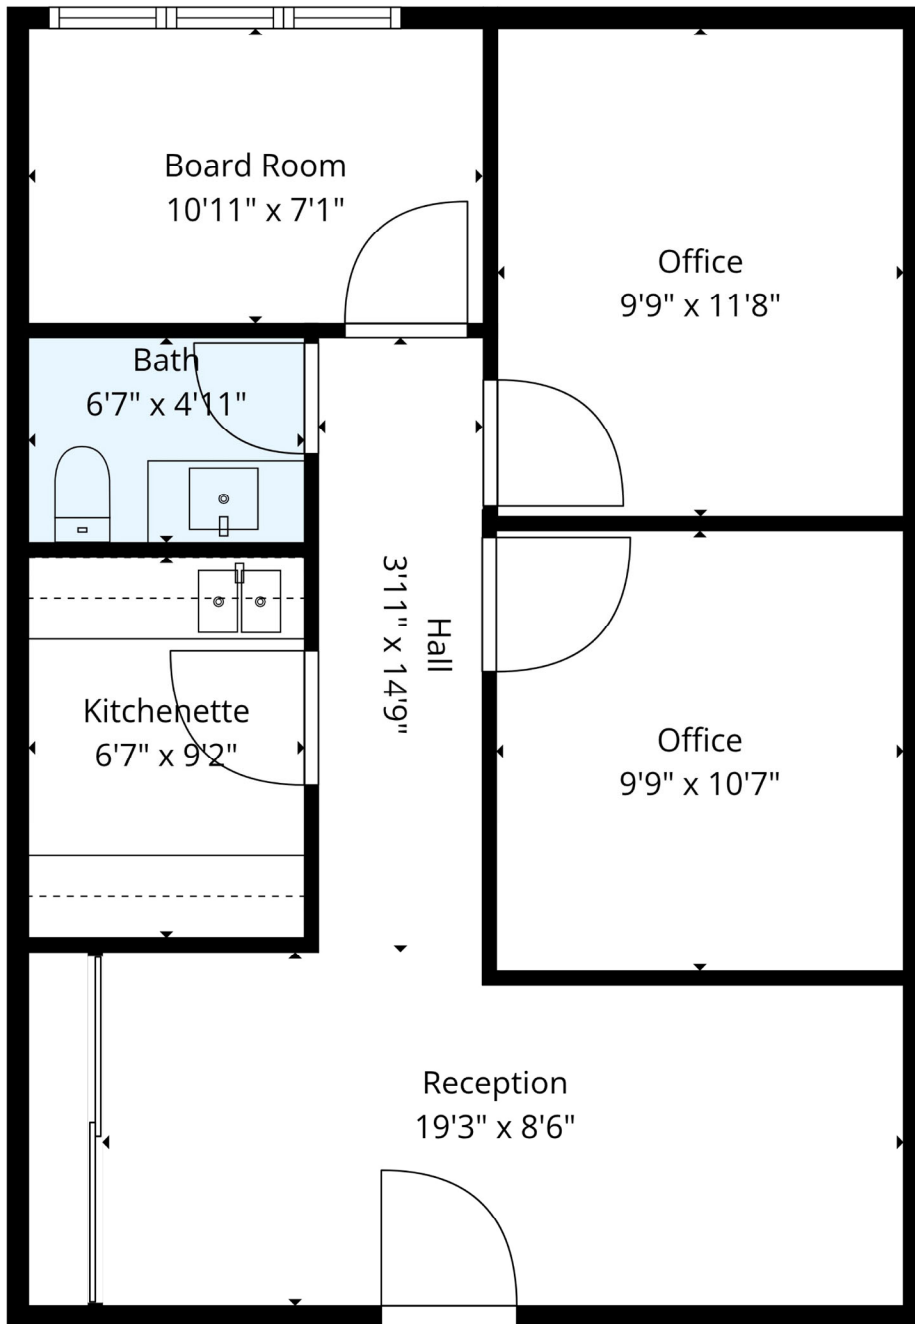 Board Room
10'11" x 7'1"
Office
9'9" x 11'8"
Bath
6'7" x 4'11"
Hall
3'11" x 14'9"
Kitchenette
6'7" x 9'2"
Office
9'9" x 10'7"
Reception
19'3" x 8'6"